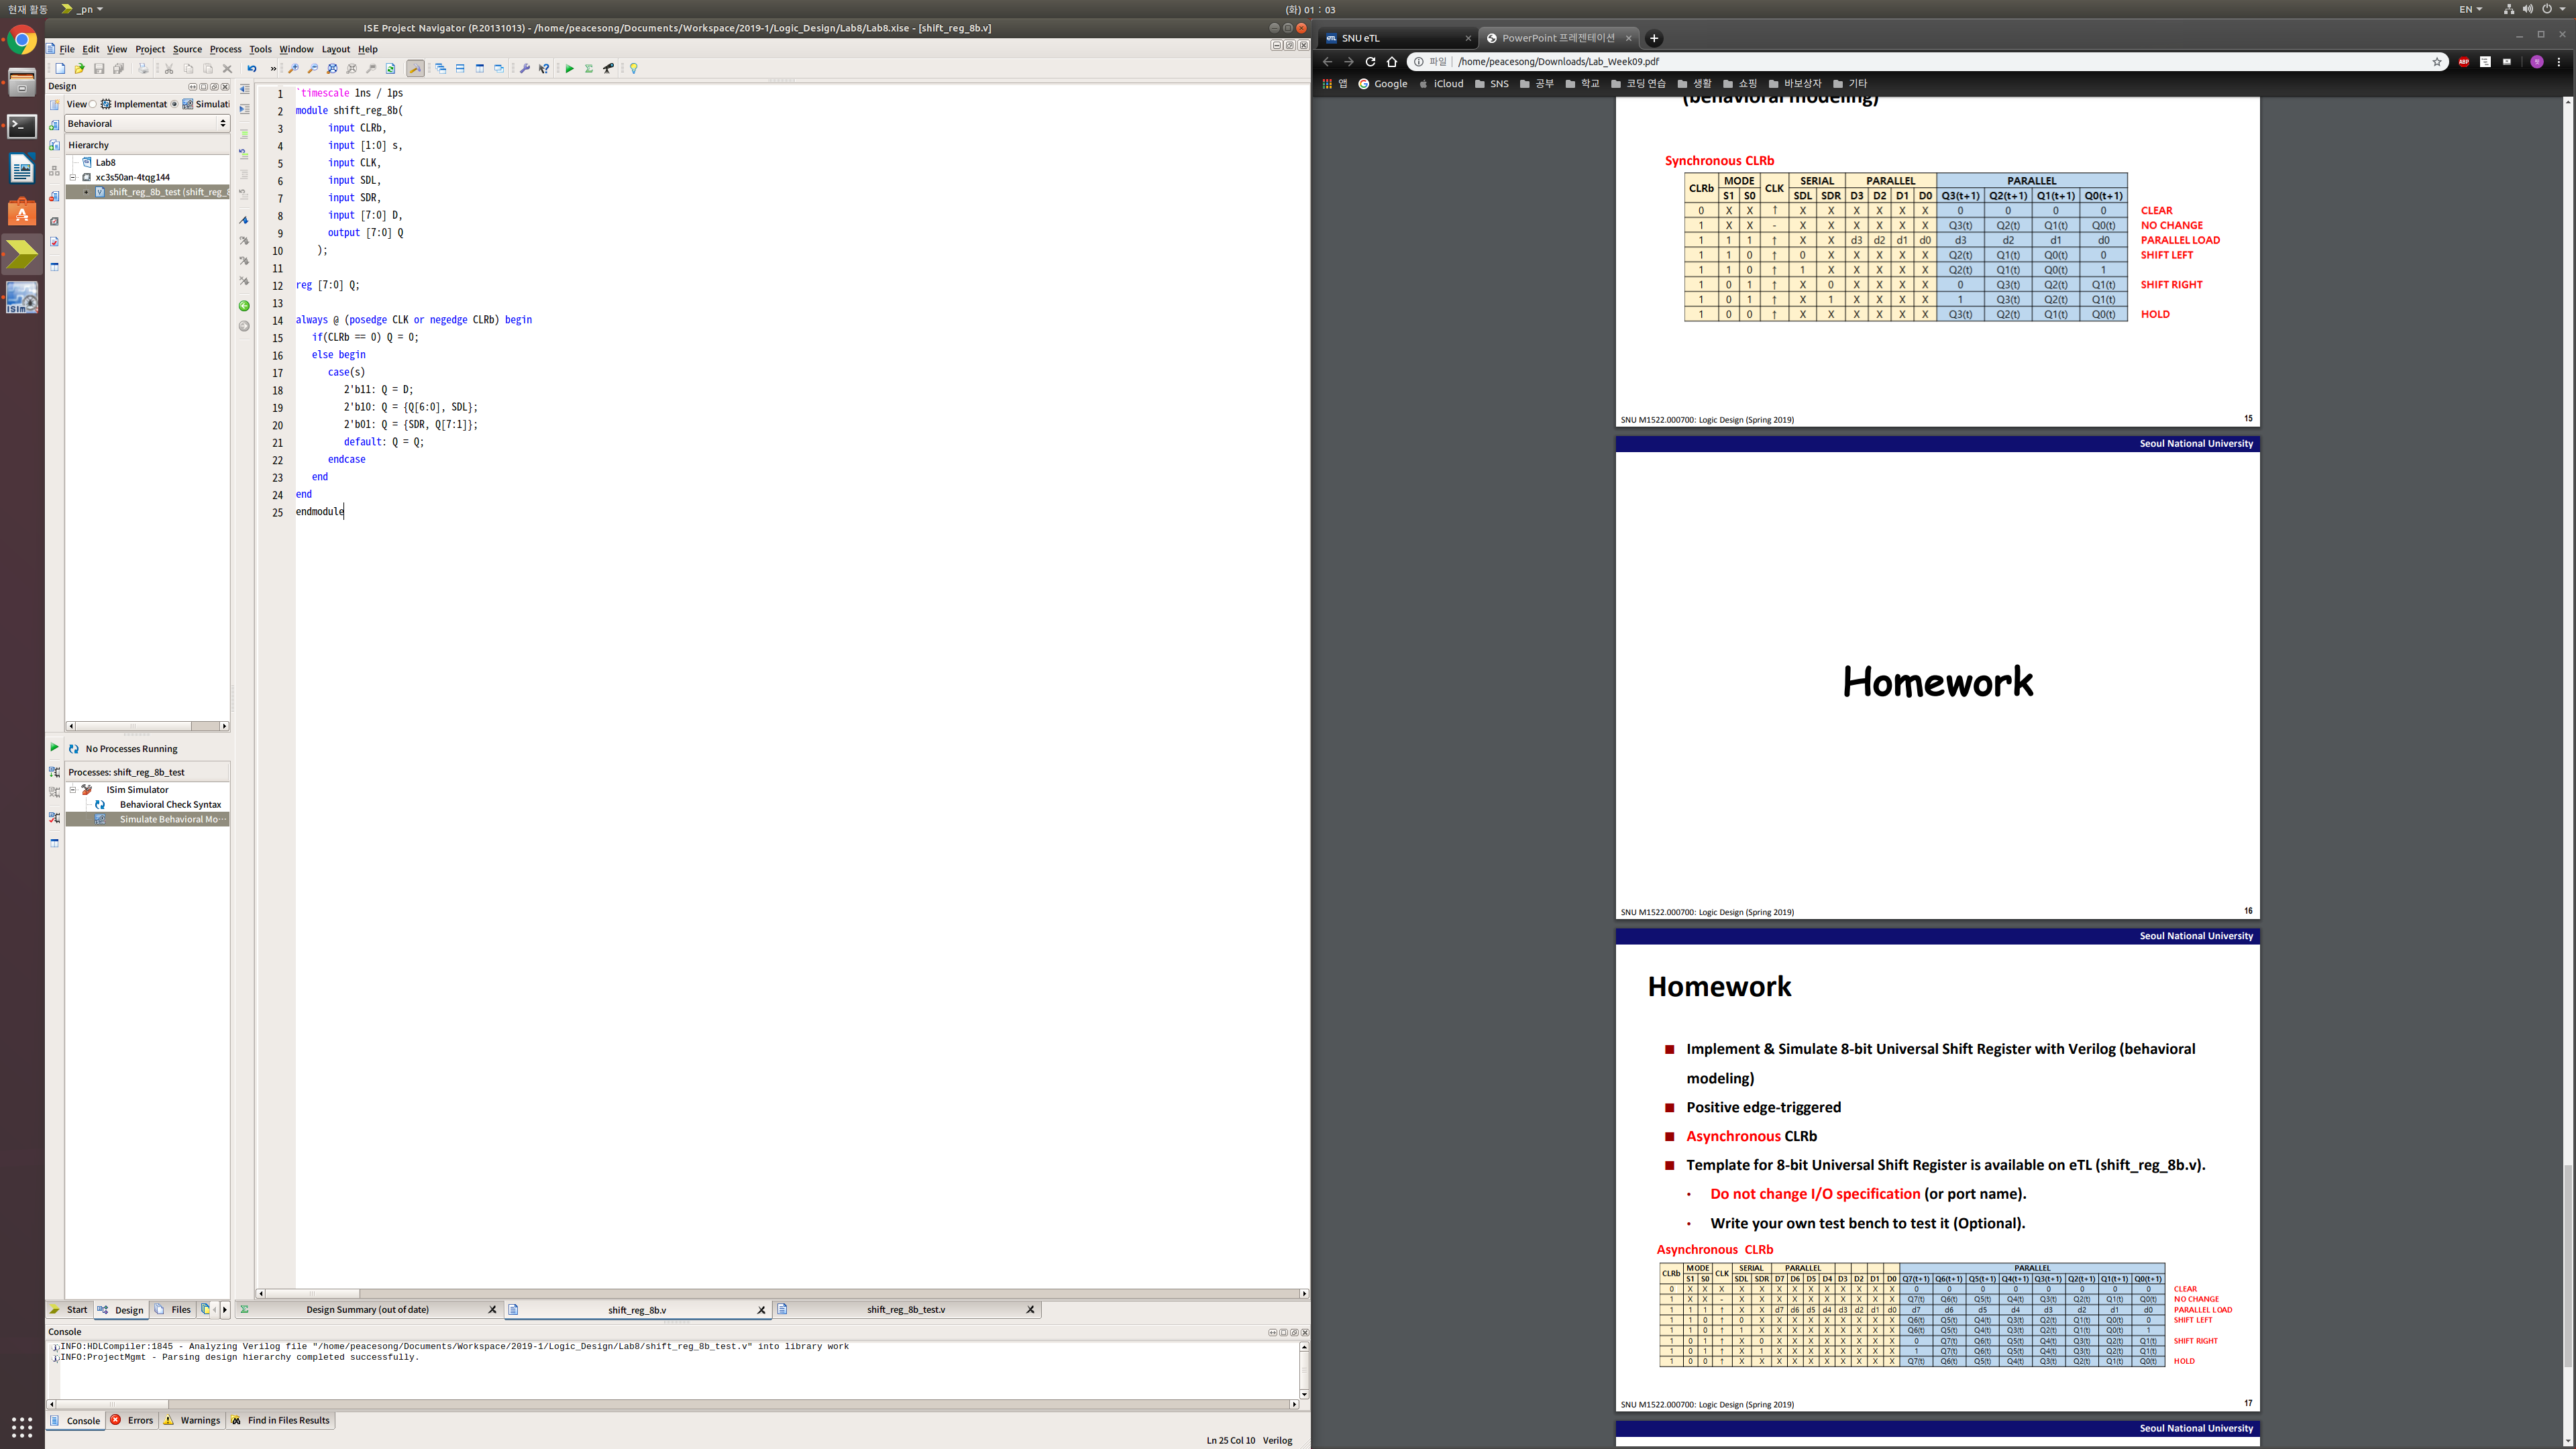 현재 활동
_pn
(화) 01 : 03
EN
ISE Project Navigator (P.20131013) - /home/peacesong/Documents/Workspace/2019-1/Logic_Design/Lab8/Lab8.xise - [shift_reg_8b.v]
File Edit View Project Source Process Tools Window Layout Help
Design
View Implementat Simulati
Behavioral
Hierarchy
Lab8
xc3s50an-4tqg144
shift_reg_8b_test (shift_reg_8
No Processes Running
Processes: shift_reg_8b_test
ISim Simulator
Behavioral Check Syntax
Simulate Behavioral Mo···
Start Design Files
1 `timescale 1ns / 1ps
2 module shift_reg_8b(
3 input CLRb,
4 input [1:0] s,
5 input CLK,
6 input SDL,
7 input SDR,
8 input [7:0] D,
9 output [7:0] Q
10 );
11
12 reg [7:0] Q;
13
14 always @ (posedge CLK or negedge CLRb) begin
15 if(CLRb == 0) Q = 0;
16 else begin
17 case(s)
18 2'b11: Q = D;
19 2'b10: Q = {Q[6:0], SDL};
20 2'b01: Q = {SDR, Q[7:1]};
21 default: Q = Q;
22 endcase
23 end
24 end
25 endmodule
Design Summary (out of date) shift_reg_8b.v shift_reg_8b_test.v
Console
INFO:HDLCompiler:1845 - Analyzing Verilog file "/home/peacesong/Documents/Workspace/2019-1/Logic_Design/Lab8/shift_reg_8b_test.v" into library work
INFO:ProjectMgmt - Parsing design hierarchy completed successfully.
Console Errors Warnings Find in Files Results
Ln 25 Col 10 Verilog
SNU eTL PowerPoint 프레젠테이션
파일 /home/peacesong/Downloads/Lab_Week09.pdf
ABP
앱 Google iCloud SNS 공부 학교 코딩 연습 생활 쇼핑 바보상자 기타
(behavioral modeling)
Synchronous CLRb
CLRb MODE CLK SERIAL PARALLEL PARALLEL
S1 S0 SDL SDR D3 D2 D1 D0 Q3(t+1) Q2(t+1) Q1(t+1) Q0(t+1)
0 X X ↑ X X X X X X 0 0 0 0 CLEAR
1 X X - X X X X X X Q3(t) Q2(t) Q1(t) Q0(t) NO CHANGE
1 1 1 ↑ X X d3 d2 d1 d0 d3 d2 d1 d0 PARALLEL LOAD
1 1 0 ↑ 0 X X X X X Q2(t) Q1(t) Q0(t) 0 SHIFT LEFT
1 1 0 ↑ 1 X X X X X Q2(t) Q1(t) Q0(t) 1
1 0 1 ↑ X 0 X X X X 0 Q3(t) Q2(t) Q1(t) SHIFT RIGHT
1 0 1 ↑ X 1 X X X X 1 Q3(t) Q2(t) Q1(t)
1 0 0 ↑ X X X X X X Q3(t) Q2(t) Q1(t) Q0(t) HOLD
SNU M1522.000700: Logic Design (Spring 2019) 15
Seoul National University
Homework
SNU M1522.000700: Logic Design (Spring 2019) 16
Seoul National University
Homework
■ Implement & Simulate 8-bit Universal Shift Register with Verilog (behavioral
modeling)
■ Positive edge-triggered
■ Asynchronous CLRb
■ Template for 8-bit Universal Shift Register is available on eTL (shift_reg_8b.v).
• Do not change I/O specification (or port name).
• Write your own test bench to test it (Optional).
Asynchronous CLRb
CLRb MODE CLK SERIAL PARALLEL PARALLEL
S1 S0 SDL SDR D7 D6 D5 D4 D3 D2 D1 D0 Q7(t+1) Q6(t+1) Q5(t+1) Q4(t+1) Q3(t+1) Q2(t+1) Q1(t+1) Q0(t+1)
0 X X X X X X X X X X X X X 0 0 0 0 0 0 0 0 CLEAR
1 X X - X X X X X X X X X X Q7(t) Q6(t) Q5(t) Q4(t) Q3(t) Q2(t) Q1(t) Q0(t) NO CHANGE
1 1 1 ↑ X X d7 d6 d5 d4 d3 d2 d1 d0 d7 d6 d5 d4 d3 d2 d1 d0 PARALLEL LOAD
1 1 0 ↑ 0 X X X X X X X X X Q6(t) Q5(t) Q4(t) Q3(t) Q2(t) Q1(t) Q0(t) 0 SHIFT LEFT
1 1 0 ↑ 1 X X X X X X X X X Q6(t) Q5(t) Q4(t) Q3(t) Q2(t) Q1(t) Q0(t) 1
1 0 1 ↑ X 0 X X X X X X X X 0 Q7(t) Q6(t) Q5(t) Q4(t) Q3(t) Q2(t) Q1(t) SHIFT RIGHT
1 0 1 ↑ X 1 X X X X X X X X 1 Q7(t) Q6(t) Q5(t) Q4(t) Q3(t) Q2(t) Q1(t)
1 0 0 ↑ X X X X X X X X X X Q7(t) Q6(t) Q5(t) Q4(t) Q3(t) Q2(t) Q1(t) Q0(t) HOLD
SNU M1522.000700: Logic Design (Spring 2019) 17
Seoul National University